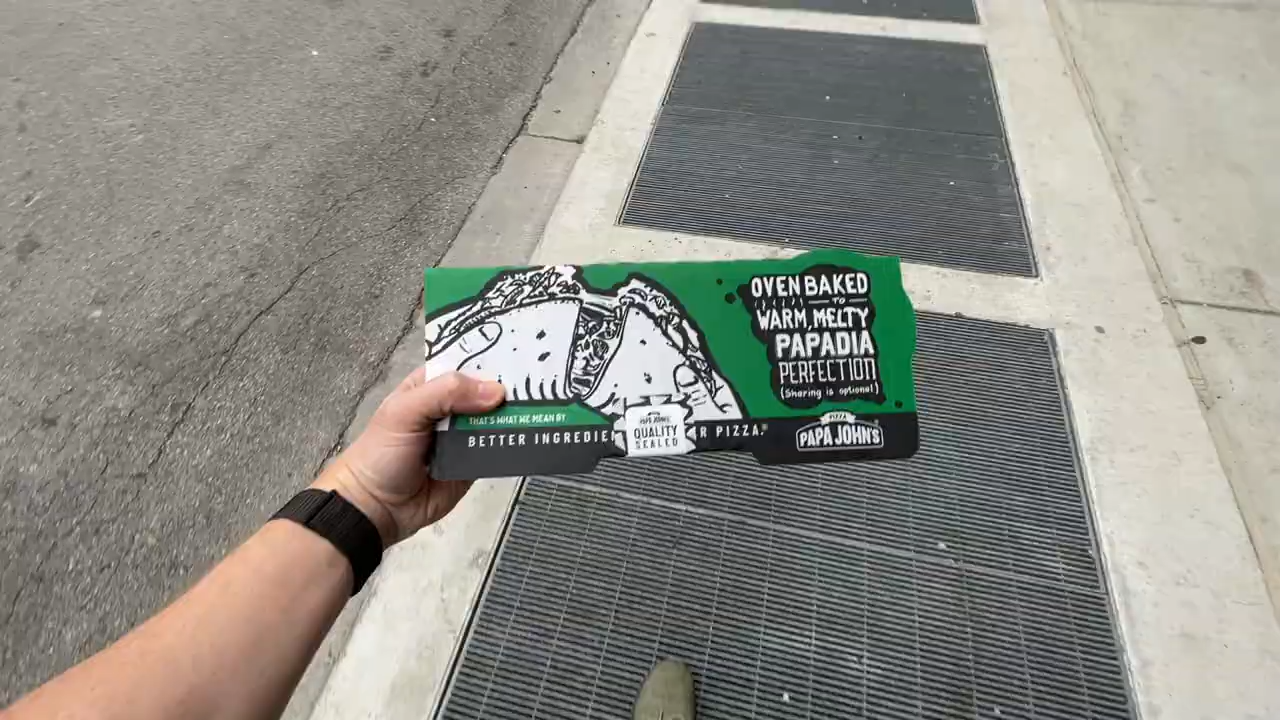 OVEN BAKED
TO
WARM, MELTY
PAPADIA
PERFECTION
(Sharing is optional)
THAT'S WHAT WE MEAN BY
BETTER INGREDIEN
R PIZZA.®
PAPA JOHN'S
QUALITY
SEALED
PIZZA
PAPA JOHN'S